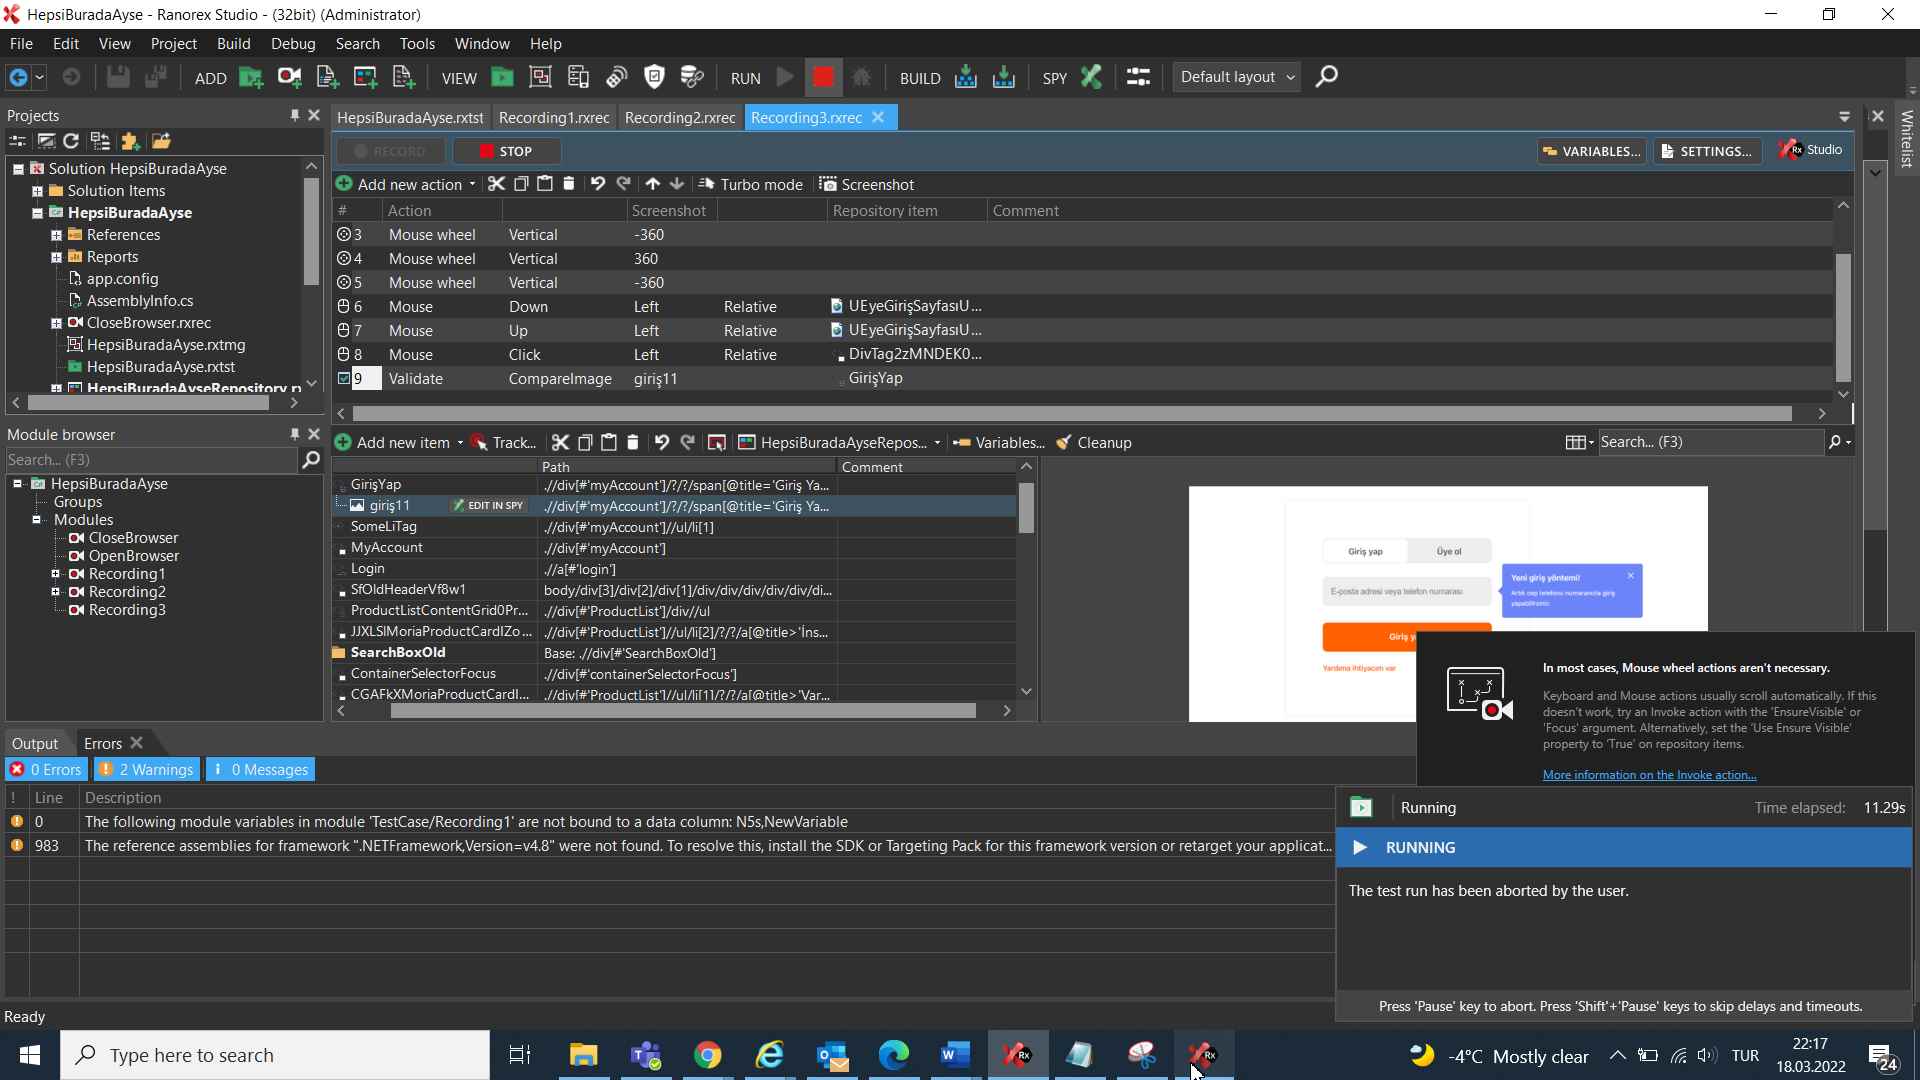 HepsiBuradaAyse - Ranorex Studio - (32bit) (Administrator)
File Edit View Project Build Debug Search Tools Window Help
ADD VIEW RUN BUILD SPY Default layout
Projects
Solution HepsiBuradaAyse
Solution Items
HepsiBuradaAyse
References
Reports
app.config
AssemblyInfo.cs
CloseBrowser.rxrec
HepsiBuradaAyse.rxtmg
HepsiBuradaAyse.rxtst
HepsiBuradaAyseRepository.rx
Module browser
Search... (F3)
HepsiBuradaAyse
Groups
Modules
CloseBrowser
OpenBrowser
Recording1
Recording2
Recording3
HepsiBuradaAyse.rxtst Recording1.rxrec Recording2.rxrec Recording3.rxrec
RECORD STOP VARIABLES... SETTINGS... Rx Studio
Add new action Turbo mode Screenshot
# Action Screenshot Repository item Comment
3 Mouse wheel Vertical -360
4 Mouse wheel Vertical 360
5 Mouse wheel Vertical -360
6 Mouse Down Left Relative UEyeGirişSayfasıU...
7 Mouse Up Left Relative UEyeGirişSayfasıU...
8 Mouse Click Left Relative DivTag2zMNDEK0...
9 Validate CompareImage giriş11 GirişYap
Whitelist
Add new item Track... HepsiBuradaAyseRepos... Variables... Cleanup Search... (F3)
Path Comment
GirişYap .//div[#'myAccount']/?/?/span[@title='Giriş Ya...
giriş11 EDIT IN SPY .//div[#'myAccount']/?/?/span[@title='Giriş Ya...
SomeLiTag .//div[#'myAccount']//ul/li[1]
MyAccount .//div[#'myAccount']
Login .//a[#'login']
SfOldHeaderVf8w1 body/div[3]/div[2]/div[1]/div/div/div/div/div/di...
ProductListContentGrid0Pr... .//div[#'ProductList']/div//ul
JJXLSlMoriaProductCardIZo... .//div[#'ProductList']//ul/li[2]/?/?/a[@title>'İns...
SearchBoxOld Base: .//div[#'SearchBoxOld']
ContainerSelectorFocus .//div[#'containerSelectorFocus']
CGAFkXMoriaProductCardI... .//div[#'ProductList']//ul/li[1]/?/?/a[@title>'Var...
Giriş yap Üye ol
E-posta adresi veya telefon numarası
Yeni giriş yöntemi!
Artık cep telefonu numaranızla giriş
yapabilirsiniz.
Giriş y
Yardıma ihtiyacım var
In most cases, Mouse wheel actions aren't necessary.
Keyboard and Mouse actions usually scroll automatically. If this
doesn't work, try an Invoke action with the 'EnsureVisible' or
'Focus' argument. Alternatively, set the 'Use Ensure Visible'
property to 'True' on repository items.
More information on the Invoke action...
Output Errors
0 Errors 2 Warnings 0 Messages
! Line Description
0 The following module variables in module 'TestCase/Recording1' are not bound to a data column: N5s,NewVariable
983 The reference assemblies for framework ".NETFramework,Version=v4.8" were not found. To resolve this, install the SDK or Targeting Pack for this framework version or retarget your applicat...
Running Time elapsed: 11.29s
RUNNING
The test run has been aborted by the user.
Press 'Pause' key to abort. Press 'Shift'+'Pause' keys to skip delays and timeouts.
Ready
Type here to search
-4°C Mostly clear TUR
22:17
18.03.2022
24